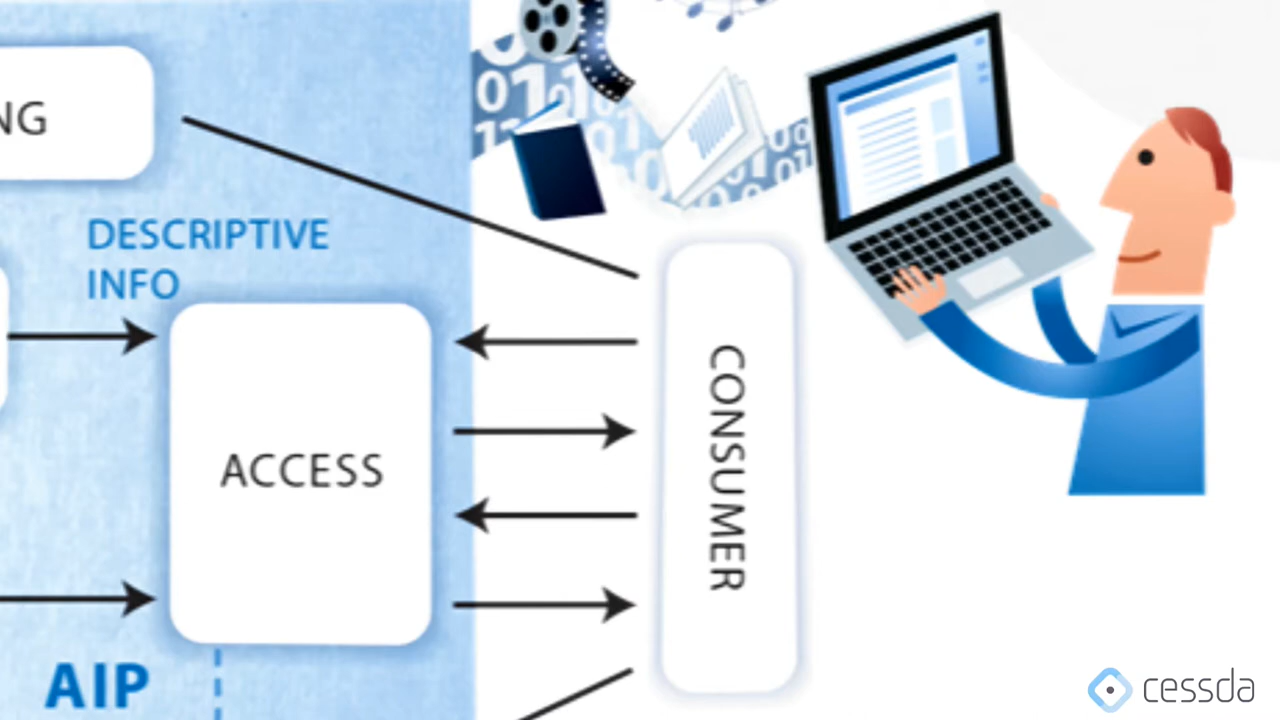 NG
DESCRIPTIVE
INFO
ACCESS
CONSUMER
AIP
cessda